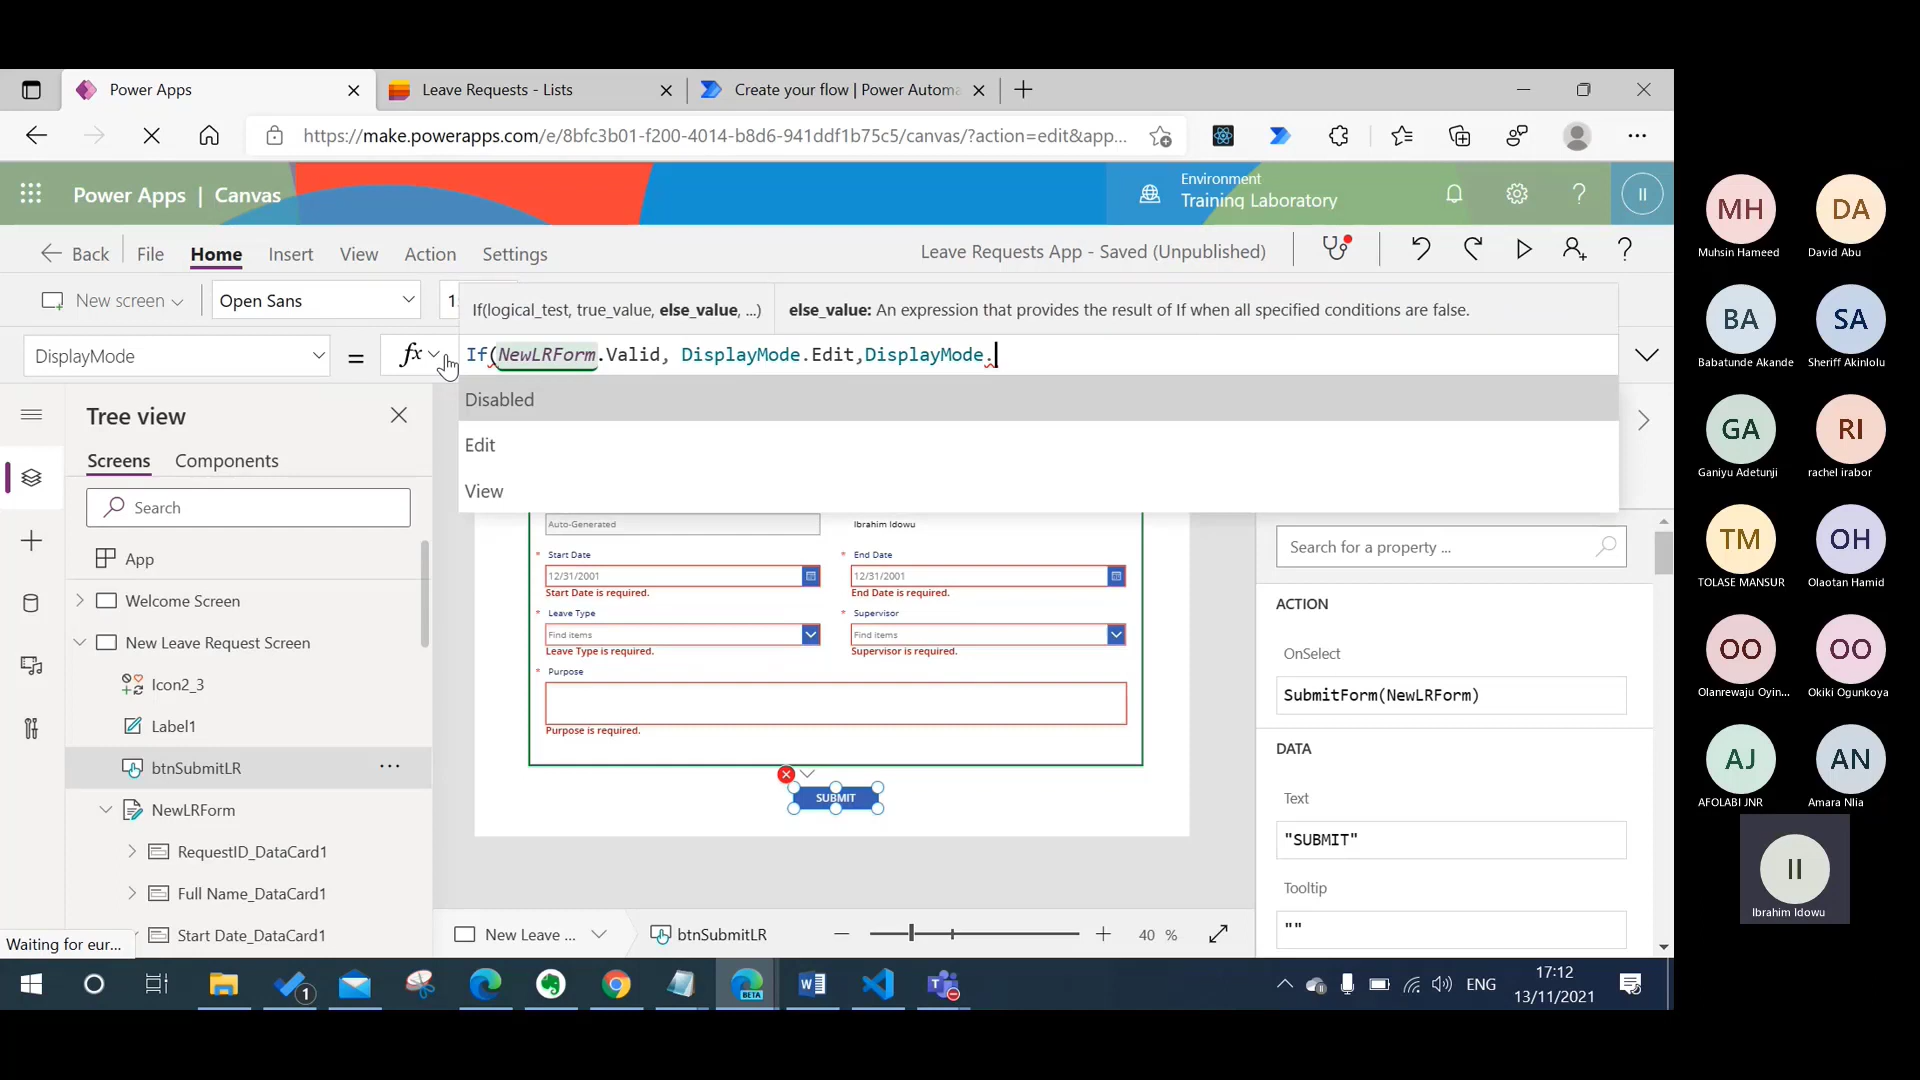 Power Apps
Leave Requests - Lists
Create your flow | Power Automa
https://make.powerapps.com/e/8bfc3b01-f200-4014-b8d6-941ddf1b75c5/canvas/?action=edit&app...
Power Apps | Canvas
Environment
Training Laboratory
II
Back
File
Home
Insert
View
Action
Settings
Leave Requests App - Saved (Unpublished)
New screen
Open Sans
1
If(logical_test, true_value, else_value, ...)
else_value: An expression that provides the result of If when all specified conditions are false.
DisplayMode
=
fx
If(NewLRForm.Valid, DisplayMode.Edit,DisplayMode.
Disabled
Edit
View
Tree view
Screens
Components
Search
App
Welcome Screen
New Leave Request Screen
Icon2_3
Label1
btnSubmitLR
NewLRForm
RequestID_DataCard1
Full Name_DataCard1
Start Date_DataCard1
Waiting for eur...
Auto-Generated
Ibrahim Idowu
* Start Date
* End Date
12/31/2001
12/31/2001
Start Date is required.
End Date is required.
* Leave Type
* Supervisor
Find items
Find items
Leave Type is required.
Supervisor is required.
* Purpose
Purpose is required.
SUBMIT
Search for a property ...
ACTION
OnSelect
SubmitForm(NewLRForm)
DATA
Text
"SUBMIT"
Tooltip
""
New Leave ...
btnSubmitLR
40 %
1
BETA
ENG
17:12
13/11/2021
MH
Muhsin Hameed
DA
David Abu
BA
Babatunde Akande
SA
Sheriff Akinlolu
GA
Ganiyu Adetunji
RI
rachel irabor
TM
TOLASE MANSUR
OH
Olaotan Hamid
OO
Olanrewaju Oyin...
OO
Okiki Ogunkoya
AJ
AFOLABI JNR
AN
Amara Nlia
II
Ibrahim Idowu